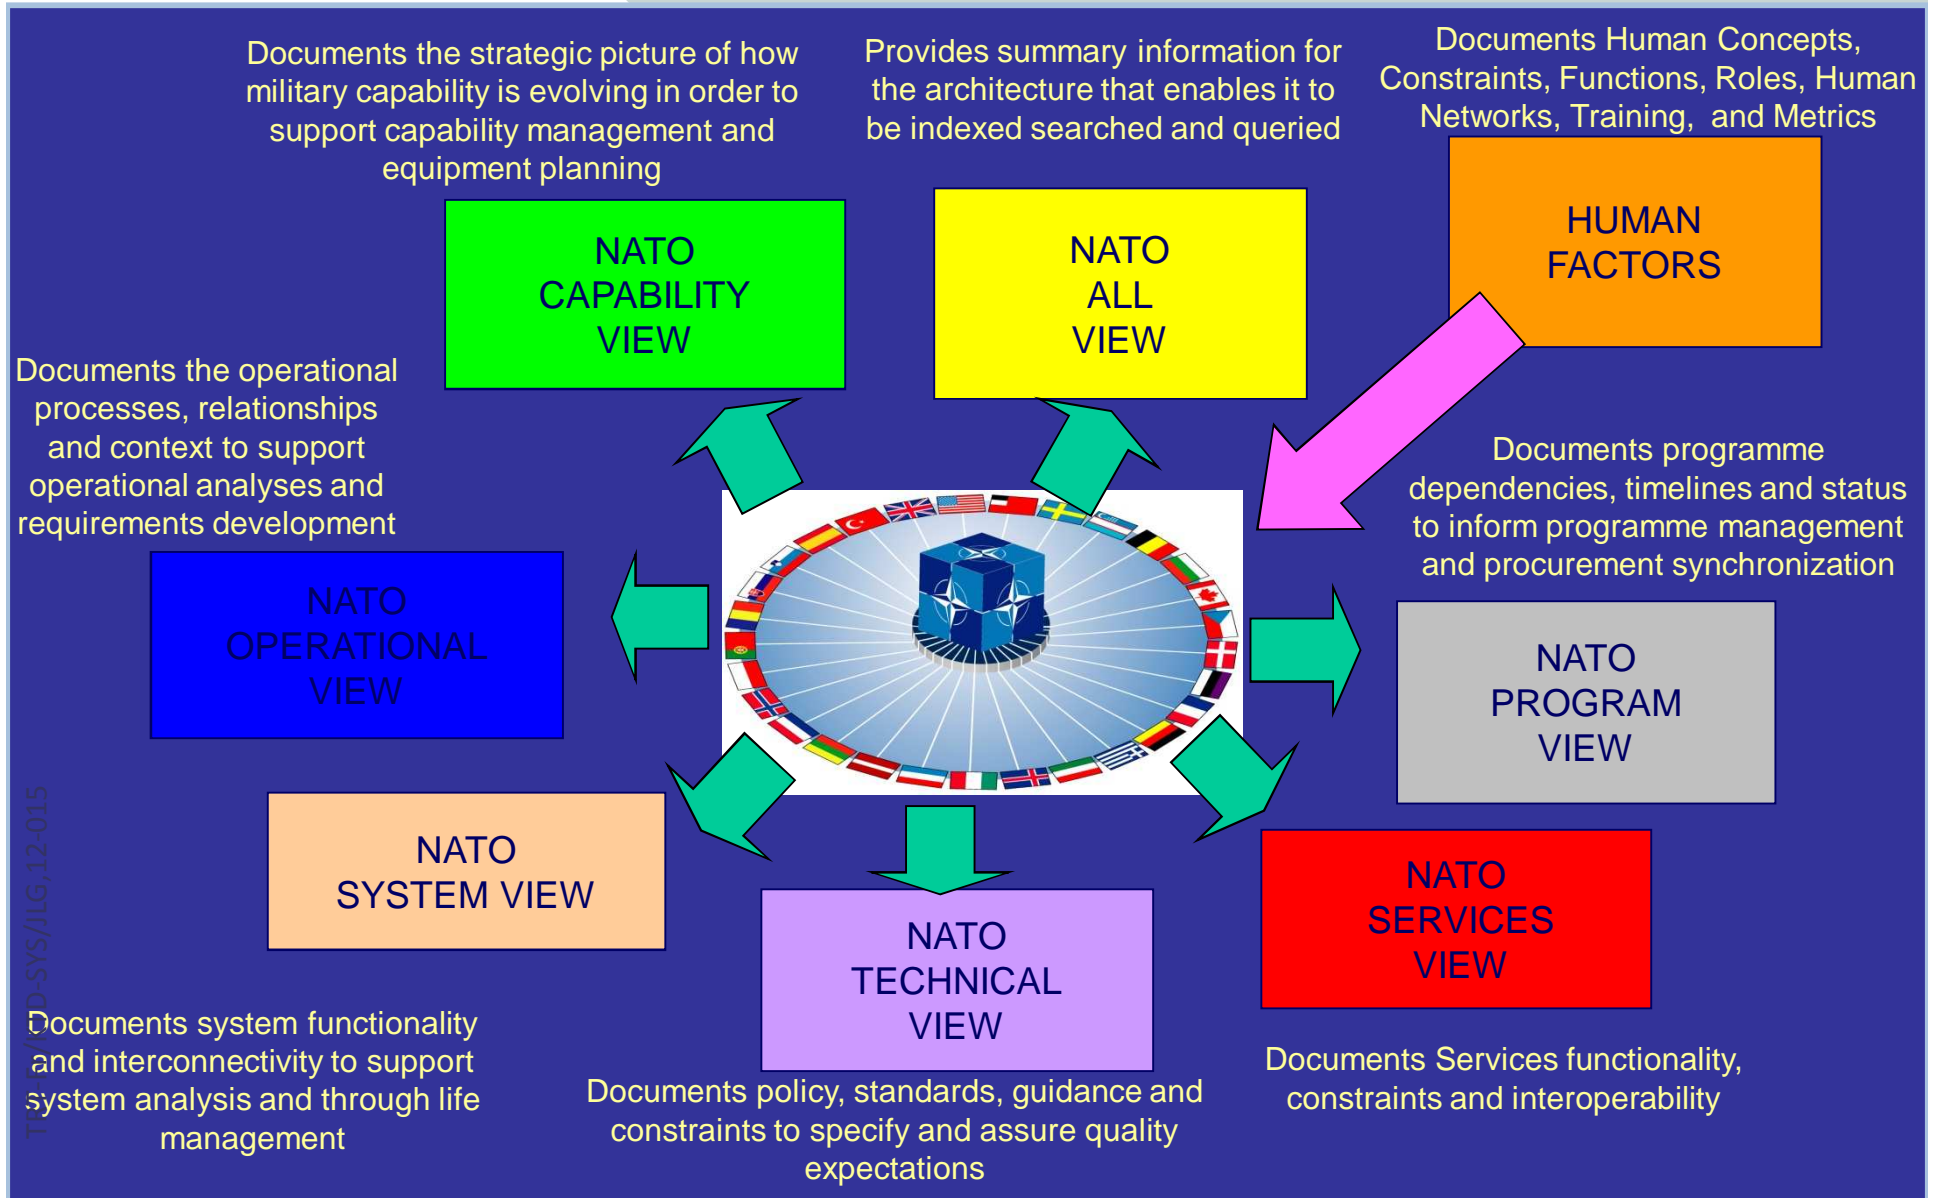 Documents the strategic picture of how
military capability is evolving in order to
support capability management and
equipment planning
Provides summary information for
the architecture that enables it to
be indexed searched and queried
Documents Human Concepts,
Constraints, Functions, Roles, Human
Networks, Training, and Metrics
NATO
CAPABILITY
VIEW
NATO
ALL
VIEW
HUMAN
FACTORS
Documents the operational
processes, relationships
and context to support
operational analyses and
requirements development
Documents programme
dependencies, timelines and status
to inform programme management
and procurement synchronization
NATO
OPERATIONAL
VIEW
NATO
PROGRAM
VIEW
NATO
SYSTEM VIEW
NATO
TECHNICAL
VIEW
NATO
SERVICES
VIEW
Documents system functionality
and interconnectivity to support
system analysis and through life
management
Documents policy, standards, guidance and
constraints to specify and assure quality
expectations
Documents Services functionality,
constraints and interoperability
D-SYS/JLG,12-015